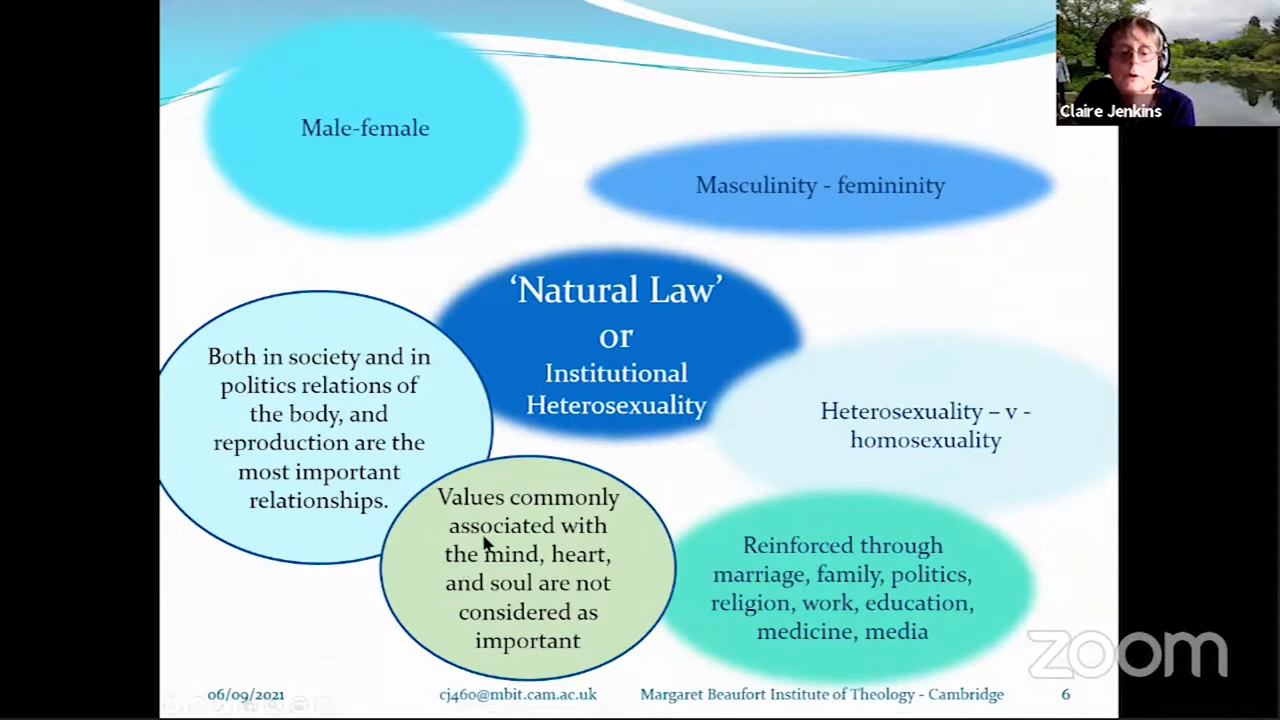 Claire Jenkins
Male-female
Masculinity - femininity
‘Natural Law’
or
Institutional
Heterosexuality
Both in society and in
politics relations of
the body, and
reproduction are the
most important
relationships.
Heterosexuality – v -
homosexuality
Values commonly
associated with
the mind, heart,
and soul are not
considered as
important
Reinforced through
marriage, family, politics,
religion, work, education,
medicine, media
zoom
06/09/2021
cj460@mbit.cam.ac.uk
Margaret Beaufort Institute of Theology - Cambridge
6